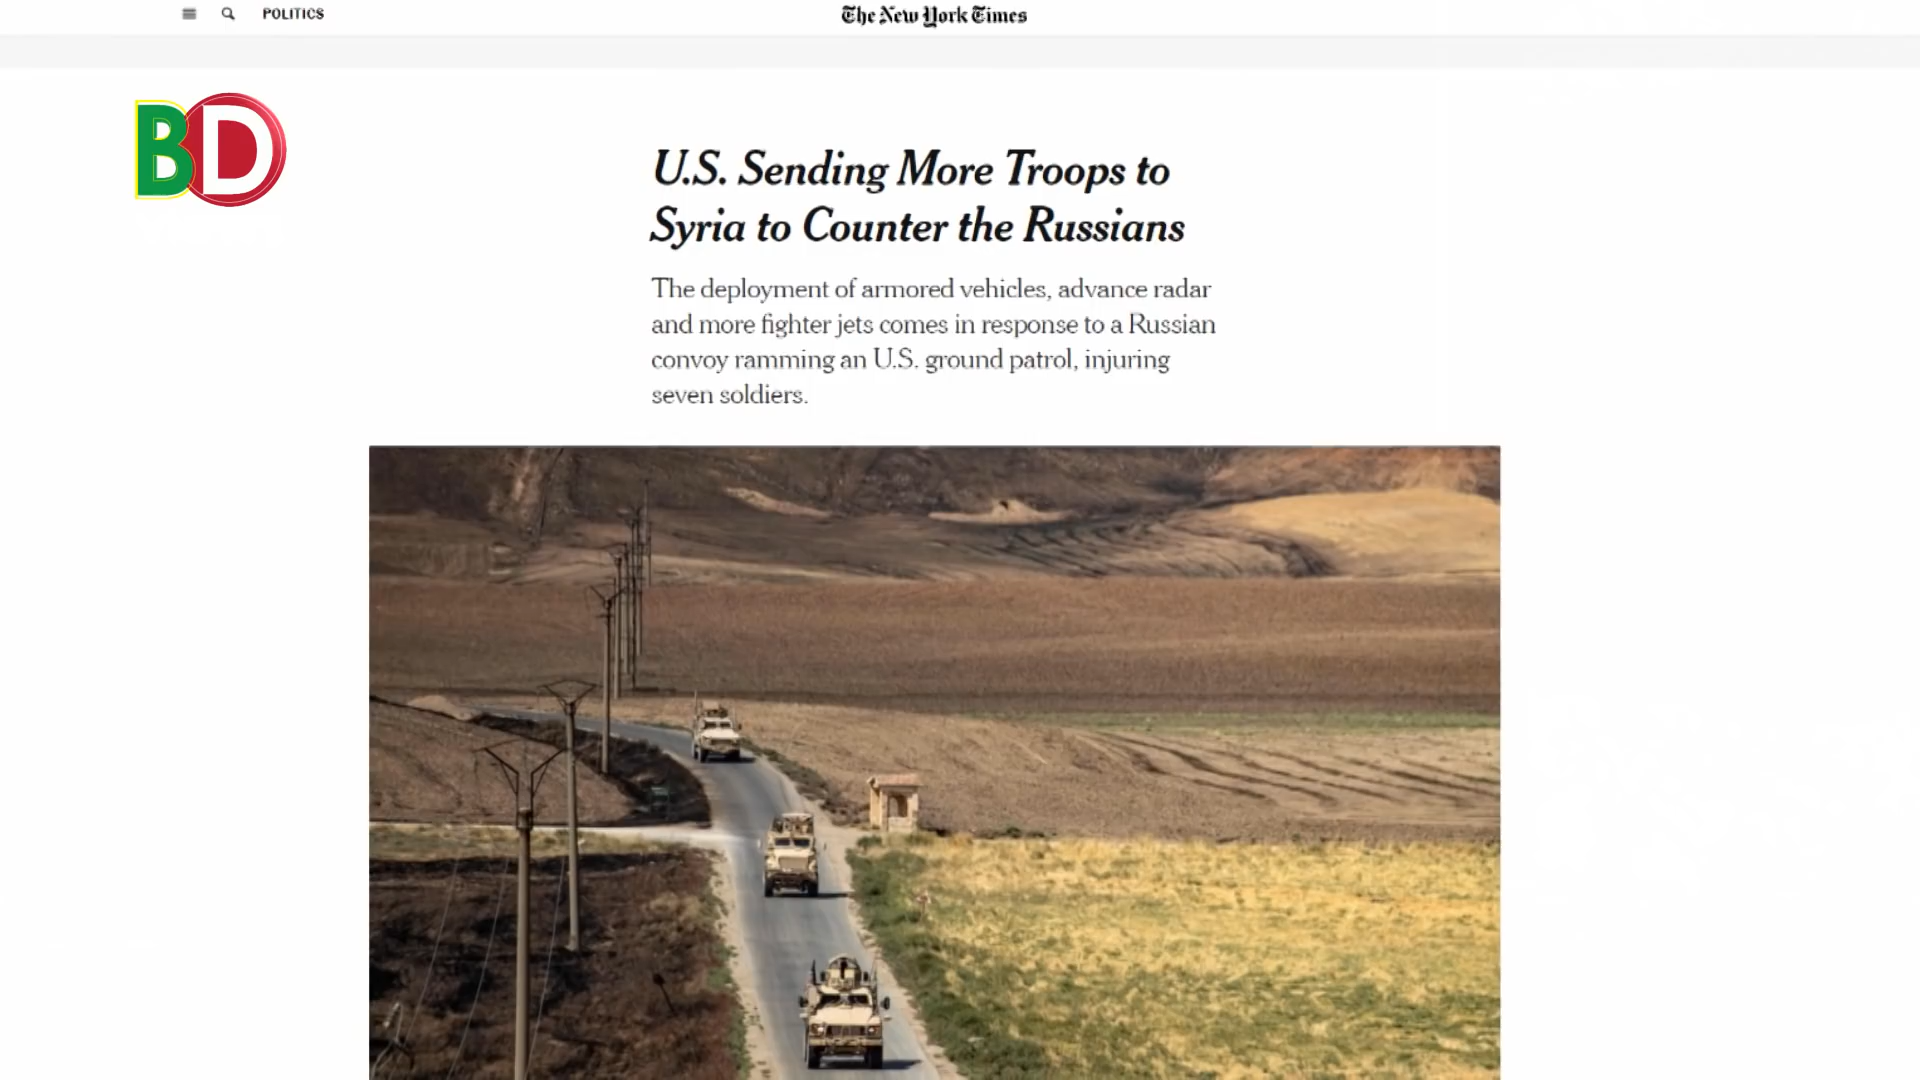 POLITICS
The New York Times
BD
U.S. Sending More Troops to
Syria to Counter the Russians
The deployment of armored vehicles, advance radar
and more fighter jets comes in response to a Russian
convoy ramming an U.S. ground patrol, injuring
seven soldiers.